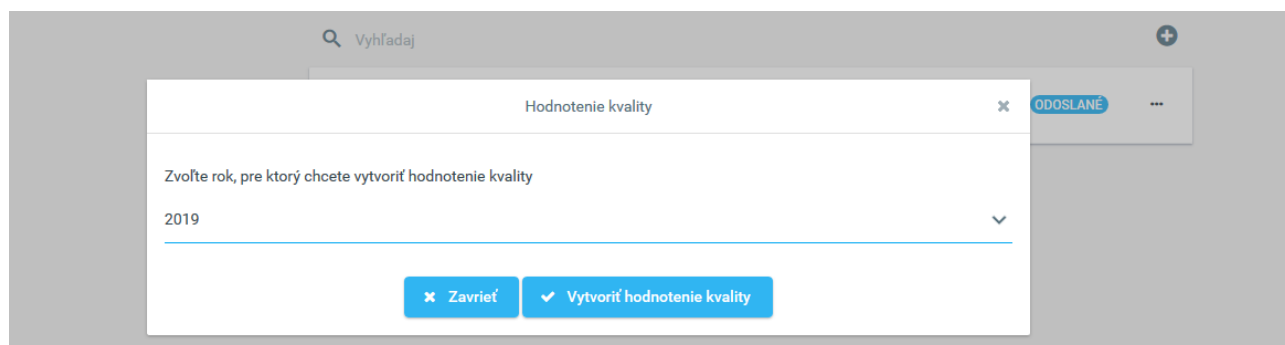 Vyhľadaj
Hodnotenie kvality
ODOSLANÉ
Zvoľte rok, pre ktorý chcete vytvoriť hodnotenie kvality
2019
Zavrieť
Vytvoriť hodnotenie kvality